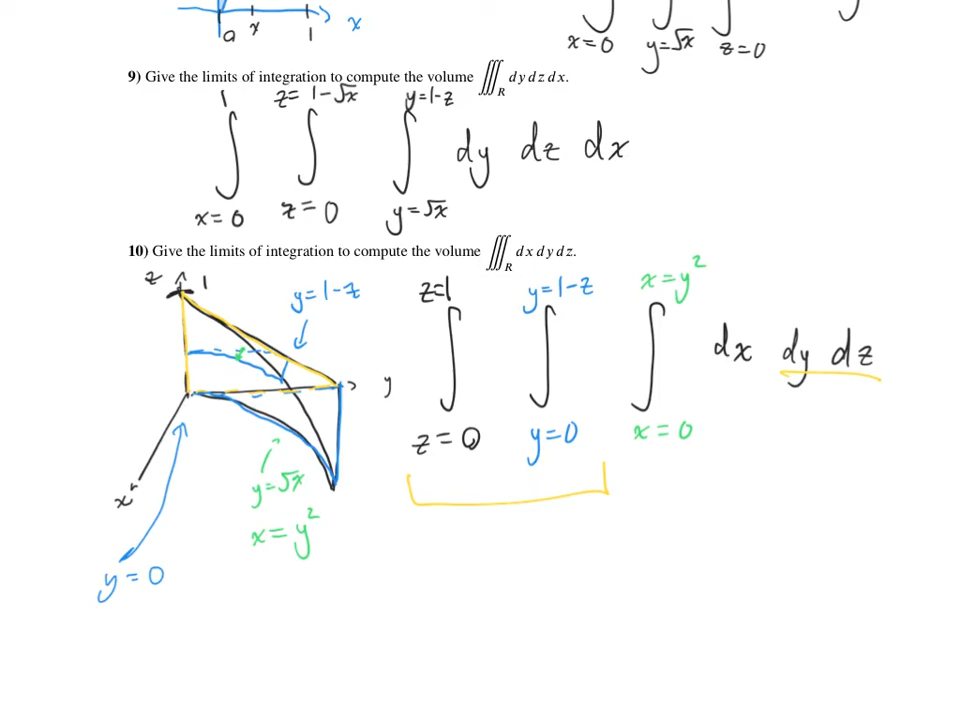 0 x 1 x
x=0 y=√x z=0
9) Give the limits of integration to compute the volume ∭_R dy dz dx.
1 z= 1-√x y=1-z
∫ ∫ ∫ dy dz dx
x=0 z=0 y=√x
10) Give the limits of integration to compute the volume ∭_R dx dy dz.
z 1 y=1-z z=1 y=1-z x=y²
∫ ∫ ∫ dx dy dz
y
z=0 y=0 x=0
x y=√x
x=y²
y=0